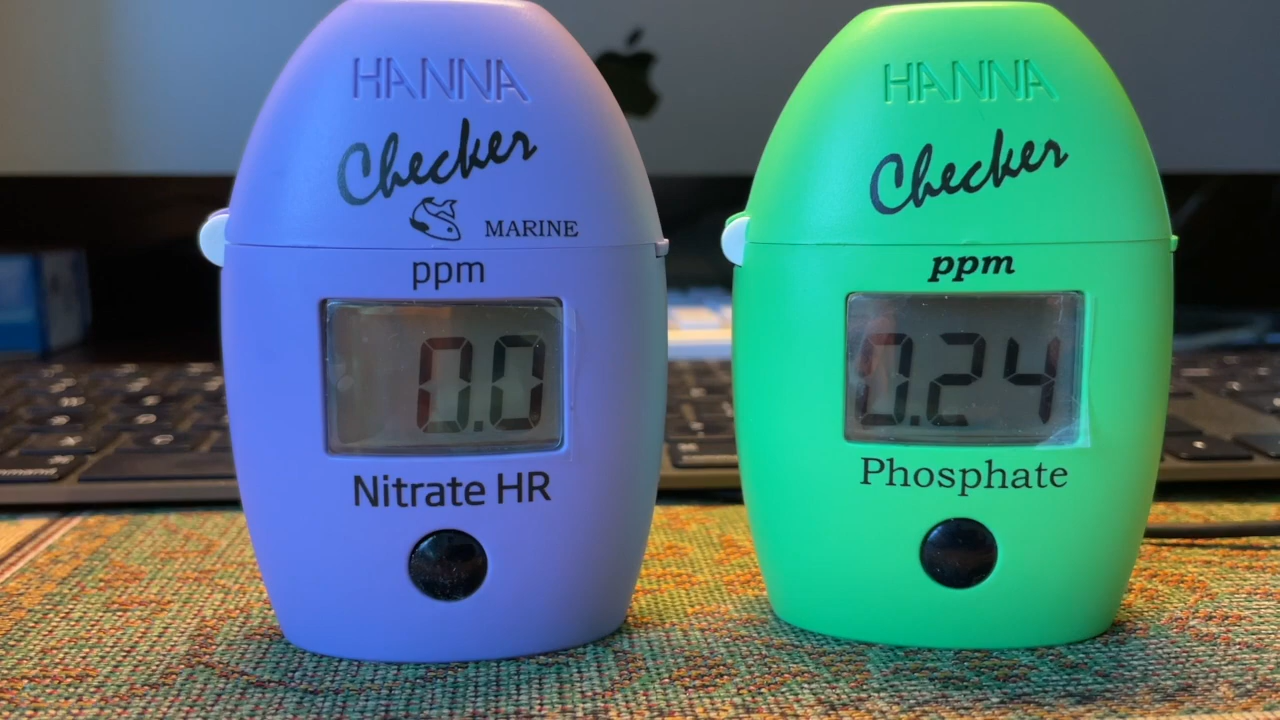 HANNA
Checker
MARINE
ppm
0.0
Nitrate HR
HANNA
Checker
ppm
0.24
Phosphate